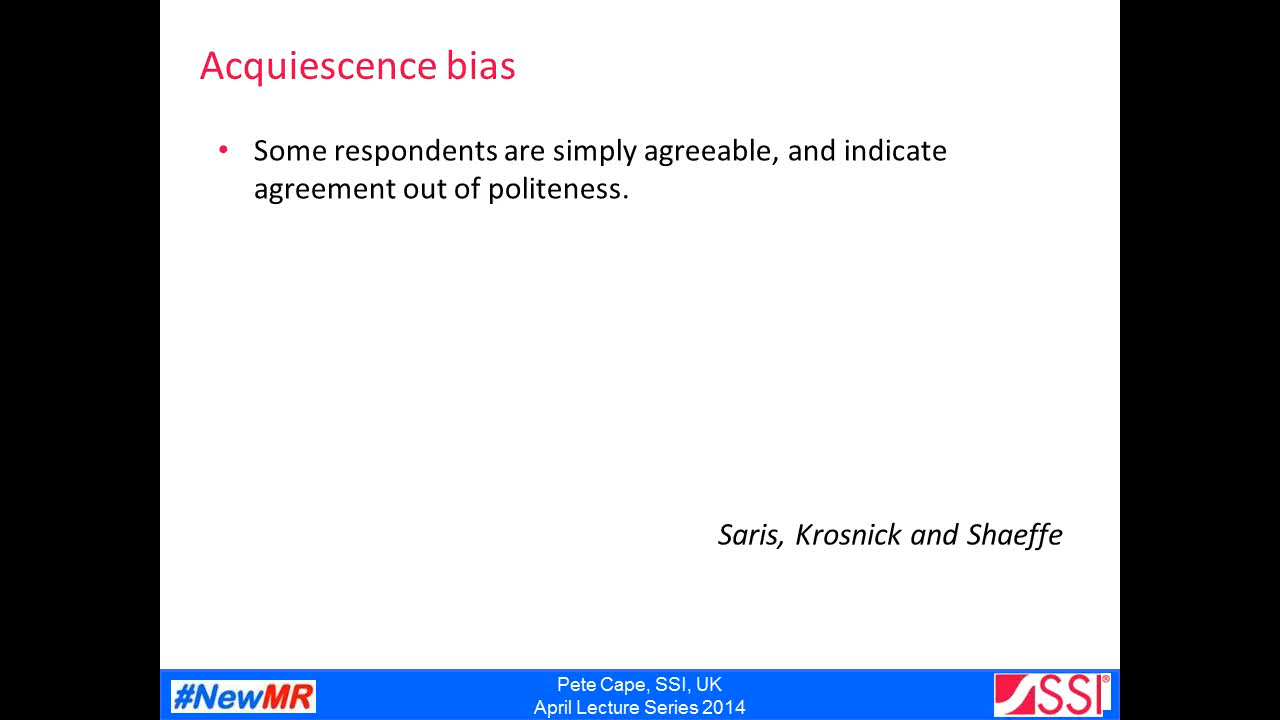 Acquiescence bias
• Some respondents are simply agreeable, and indicate
agreement out of politeness.
Saris, Krosnick and Shaeffe
#NewMR
Pete Cape, SSI, UK
April Lecture Series 2014
SSI®